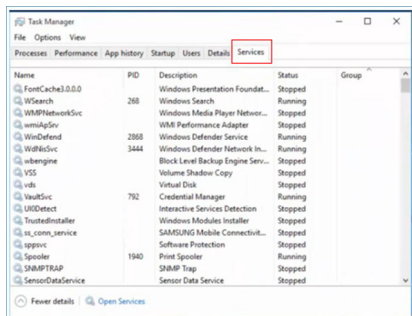 Task Manager
File Options View
Processes Performance App history Startup Users Details Services
Name PID Description Status Group
FontCache3.0.0.0 Windows Presentation Foundat... Stopped
WSearch 268 Windows Search Running
WMPNetworkSvc Windows Media Player Networ... Stopped
wmiApSrv WMI Performance Adapter Stopped
WinDefend 2868 Windows Defender Service Running
WdNisSvc 3444 Windows Defender Network In... Running
wbengine Block Level Backup Engine Serv... Stopped
VSS Volume Shadow Copy Stopped
vds Virtual Disk Stopped
VaultSvc 792 Credential Manager Running
UI0Detect Interactive Services Detection Stopped
TrustedInstaller Windows Modules Installer Stopped
ss_conn_service SAMSUNG Mobile Connectivit... Stopped
sppsvc Software Protection Stopped
Spooler 1940 Print Spooler Running
SNMPTRAP SNMP Trap Stopped
SensorDataService Sensor Data Service Stopped
Fewer details Open Services